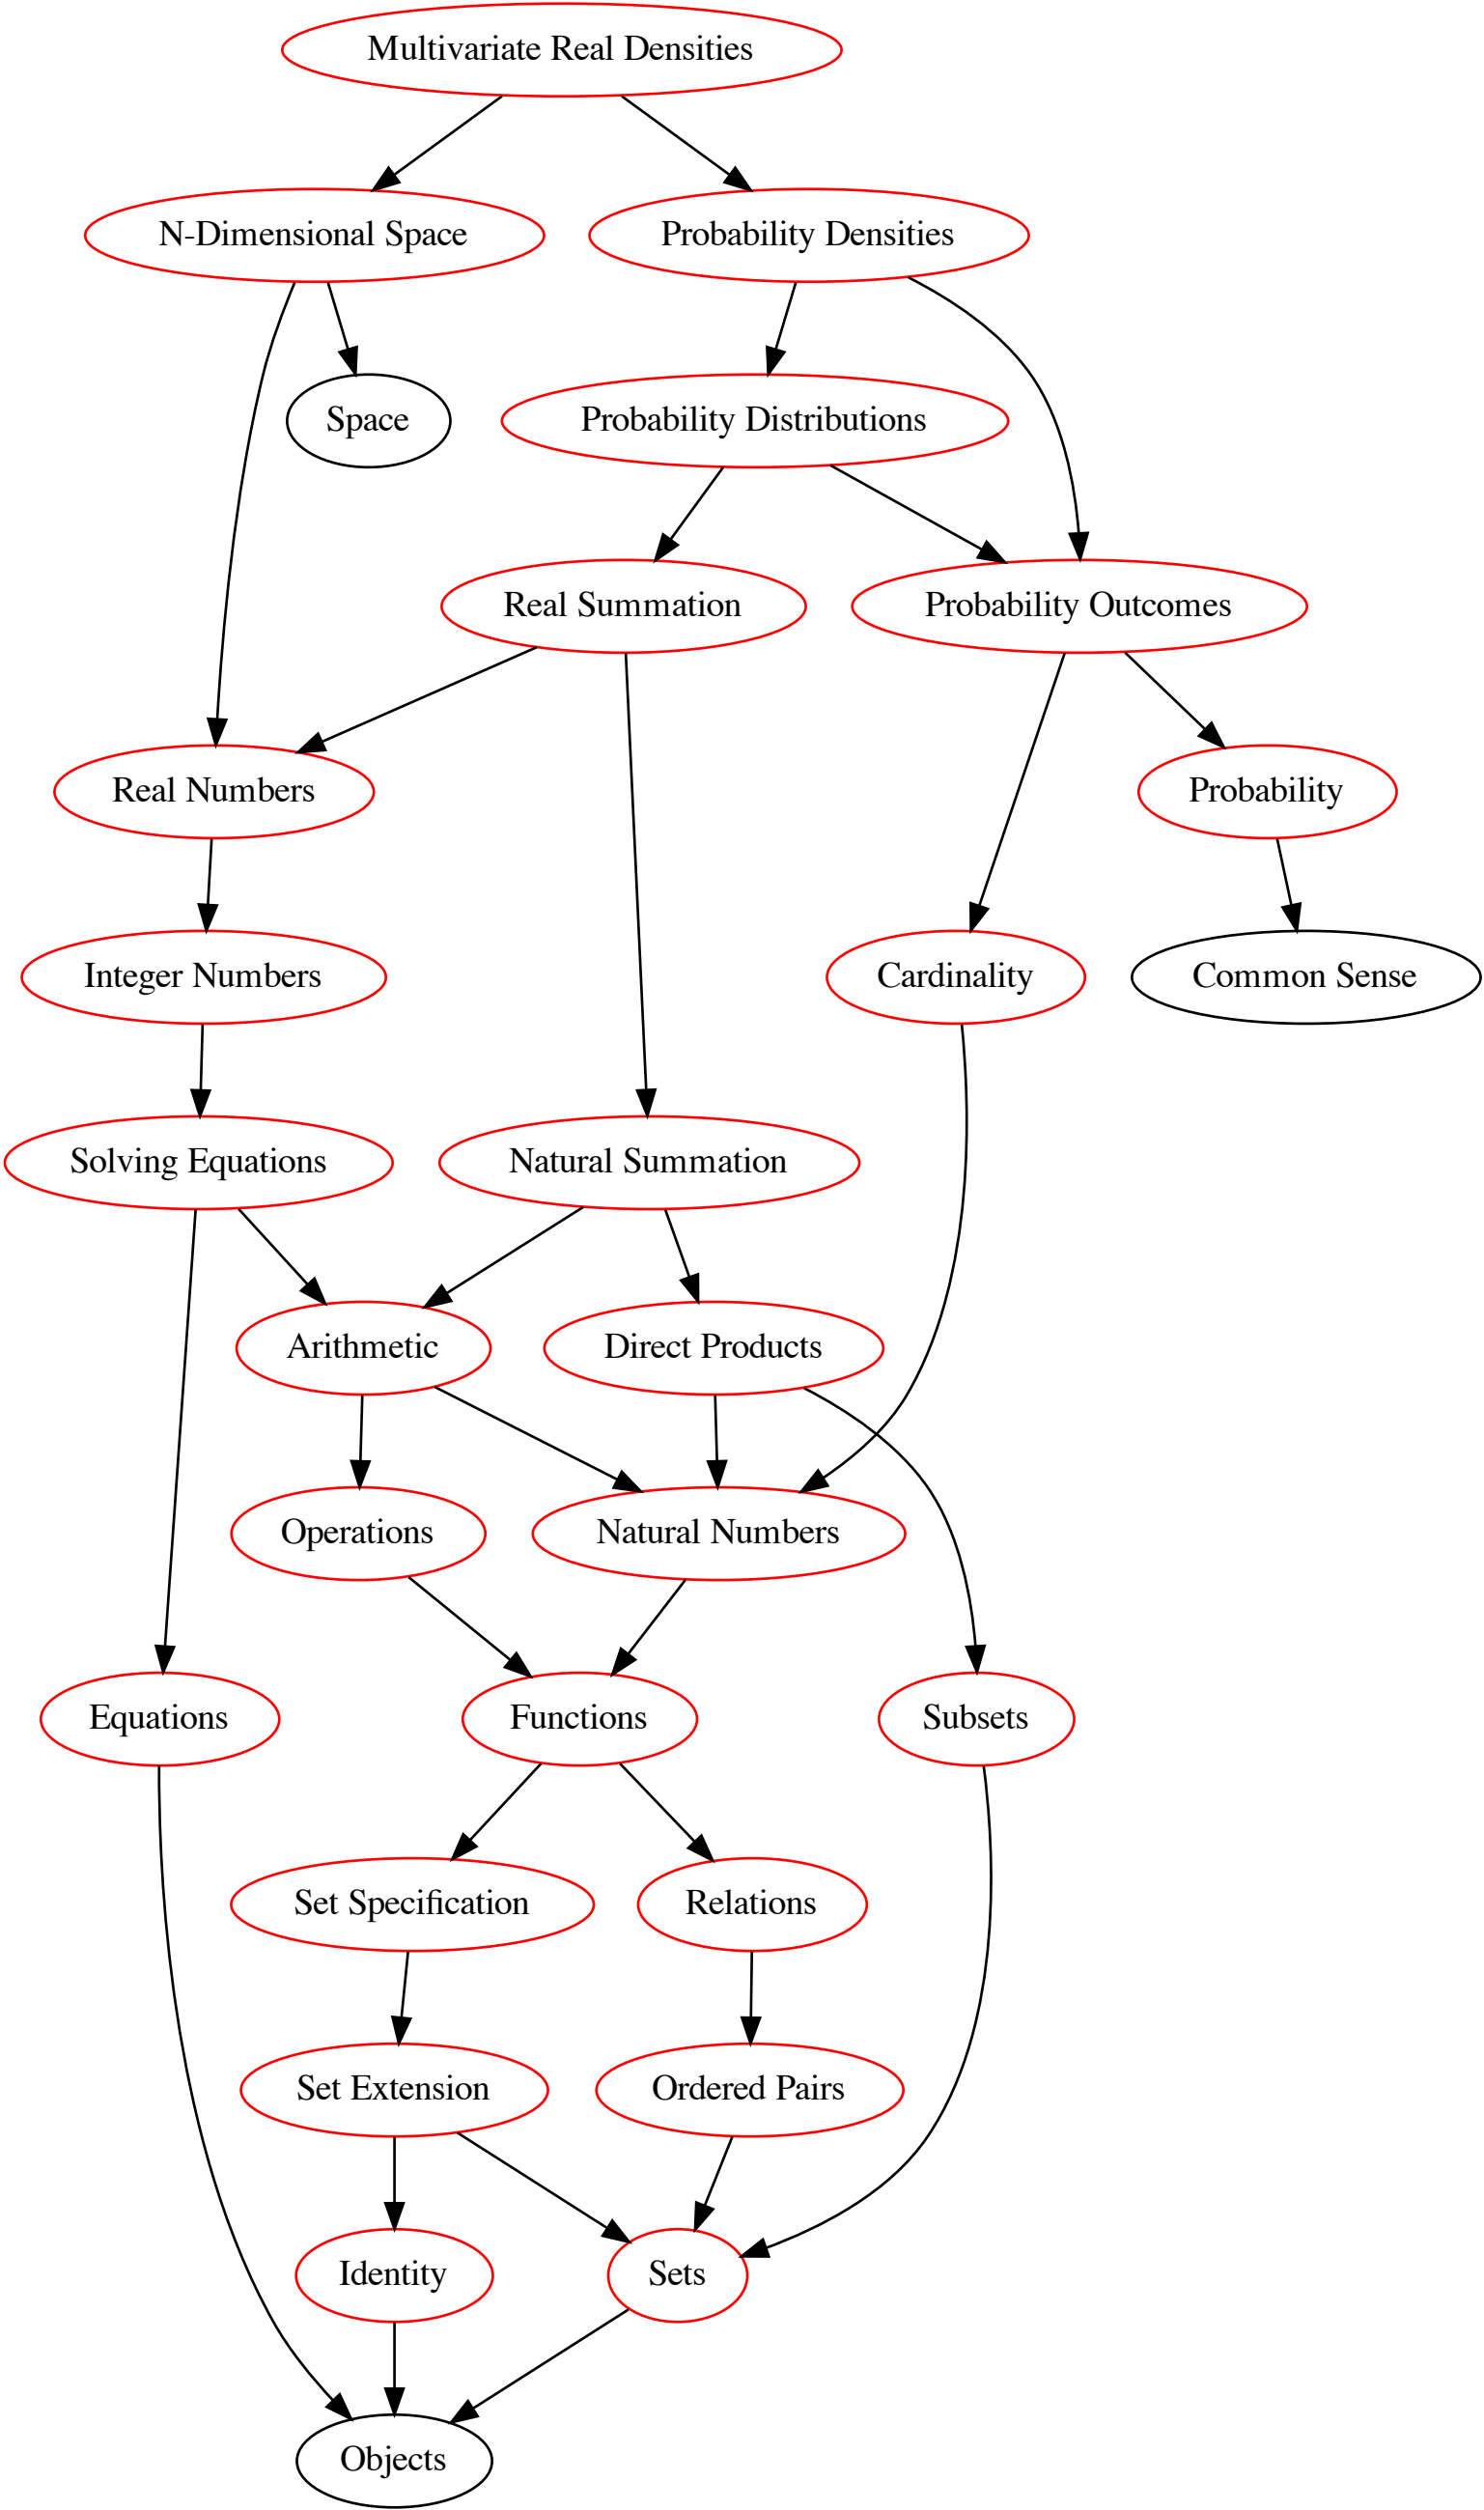 Multivariate Real Densities
N-Dimensional Space
Probability Densities
Space
Probability Distributions
Real Summation
Probability Outcomes
Real Numbers
Probability
Integer Numbers
Cardinality
Common Sense
Solving Equations
Natural Summation
Arithmetic
Direct Products
Operations
Natural Numbers
Equations
Functions
Subsets
Set Specification
Relations
Set Extension
Ordered Pairs
Identity
Sets
Objects